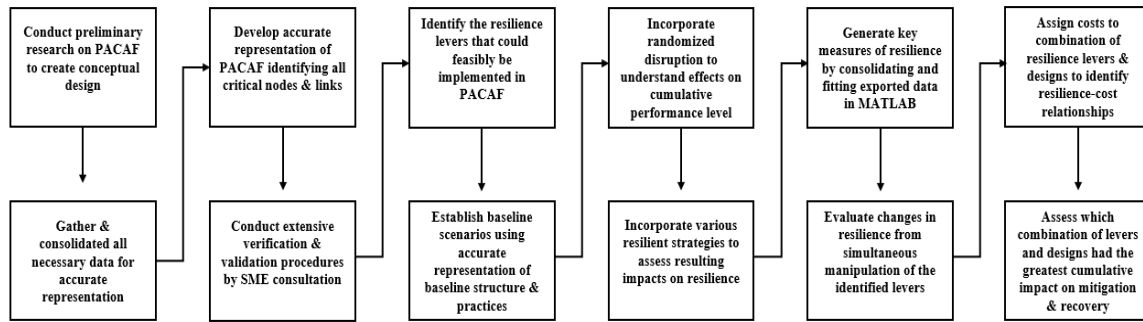 Conduct preliminary
research on PACAF
to create conceptual
design
Gather &
consolidated all
necessary data for
accurate
representation
Develop accurate
representation of
PACAF identifying all
critical nodes & links
Conduct extensive
verification &
validation procedures
by SME consultation
Identify the resilience
levers that could
feasibly be
implemented in
PACAF
Establish baseline
scenarios using
accurate
representation of
baseline structure &
practices
Incorporate
randomized
disruption to
understand effects on
cumulative
performance level
Incorporate various
resilient strategies to
assess resulting
impacts on resilience
Generate key
measures of resilience
by consolidating and
fitting exported data
in MATLAB
Evaluate changes in
resilience from
simultaneous
manipulation of the
identified levers
Assign costs to
combination of
resilience levers &
designs to identify
resilience-cost
relationships
Assess which
combination of levers
and designs had the
greatest cumulative
impact on mitigation
& recovery